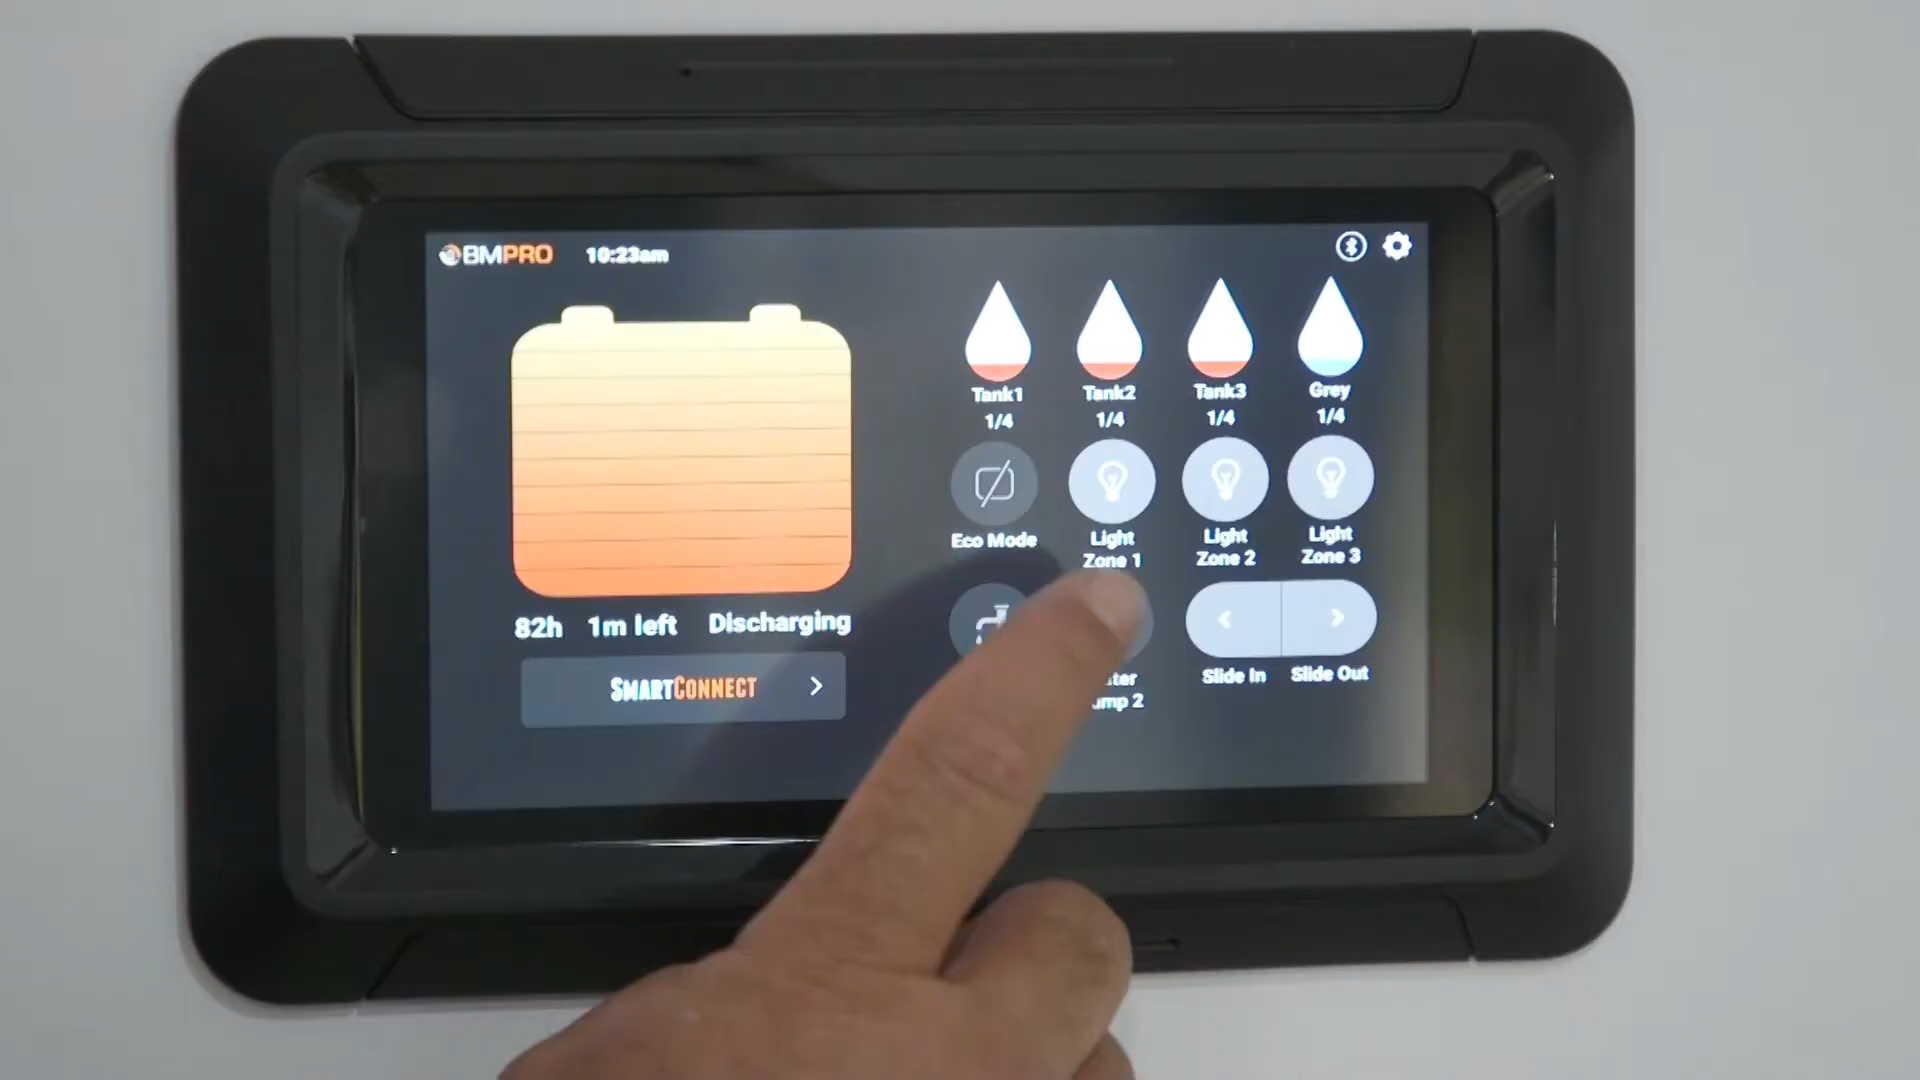 BMPRO 10:23am
Tank1 Tank2 Tank3 Grey
1/4 1/4 1/4 1/4
Eco Mode
Light Zone 1
Light Zone 2
Light Zone 3
82h 1m left Discharging
SMARTCONNECT
2
Slide In Slide Out